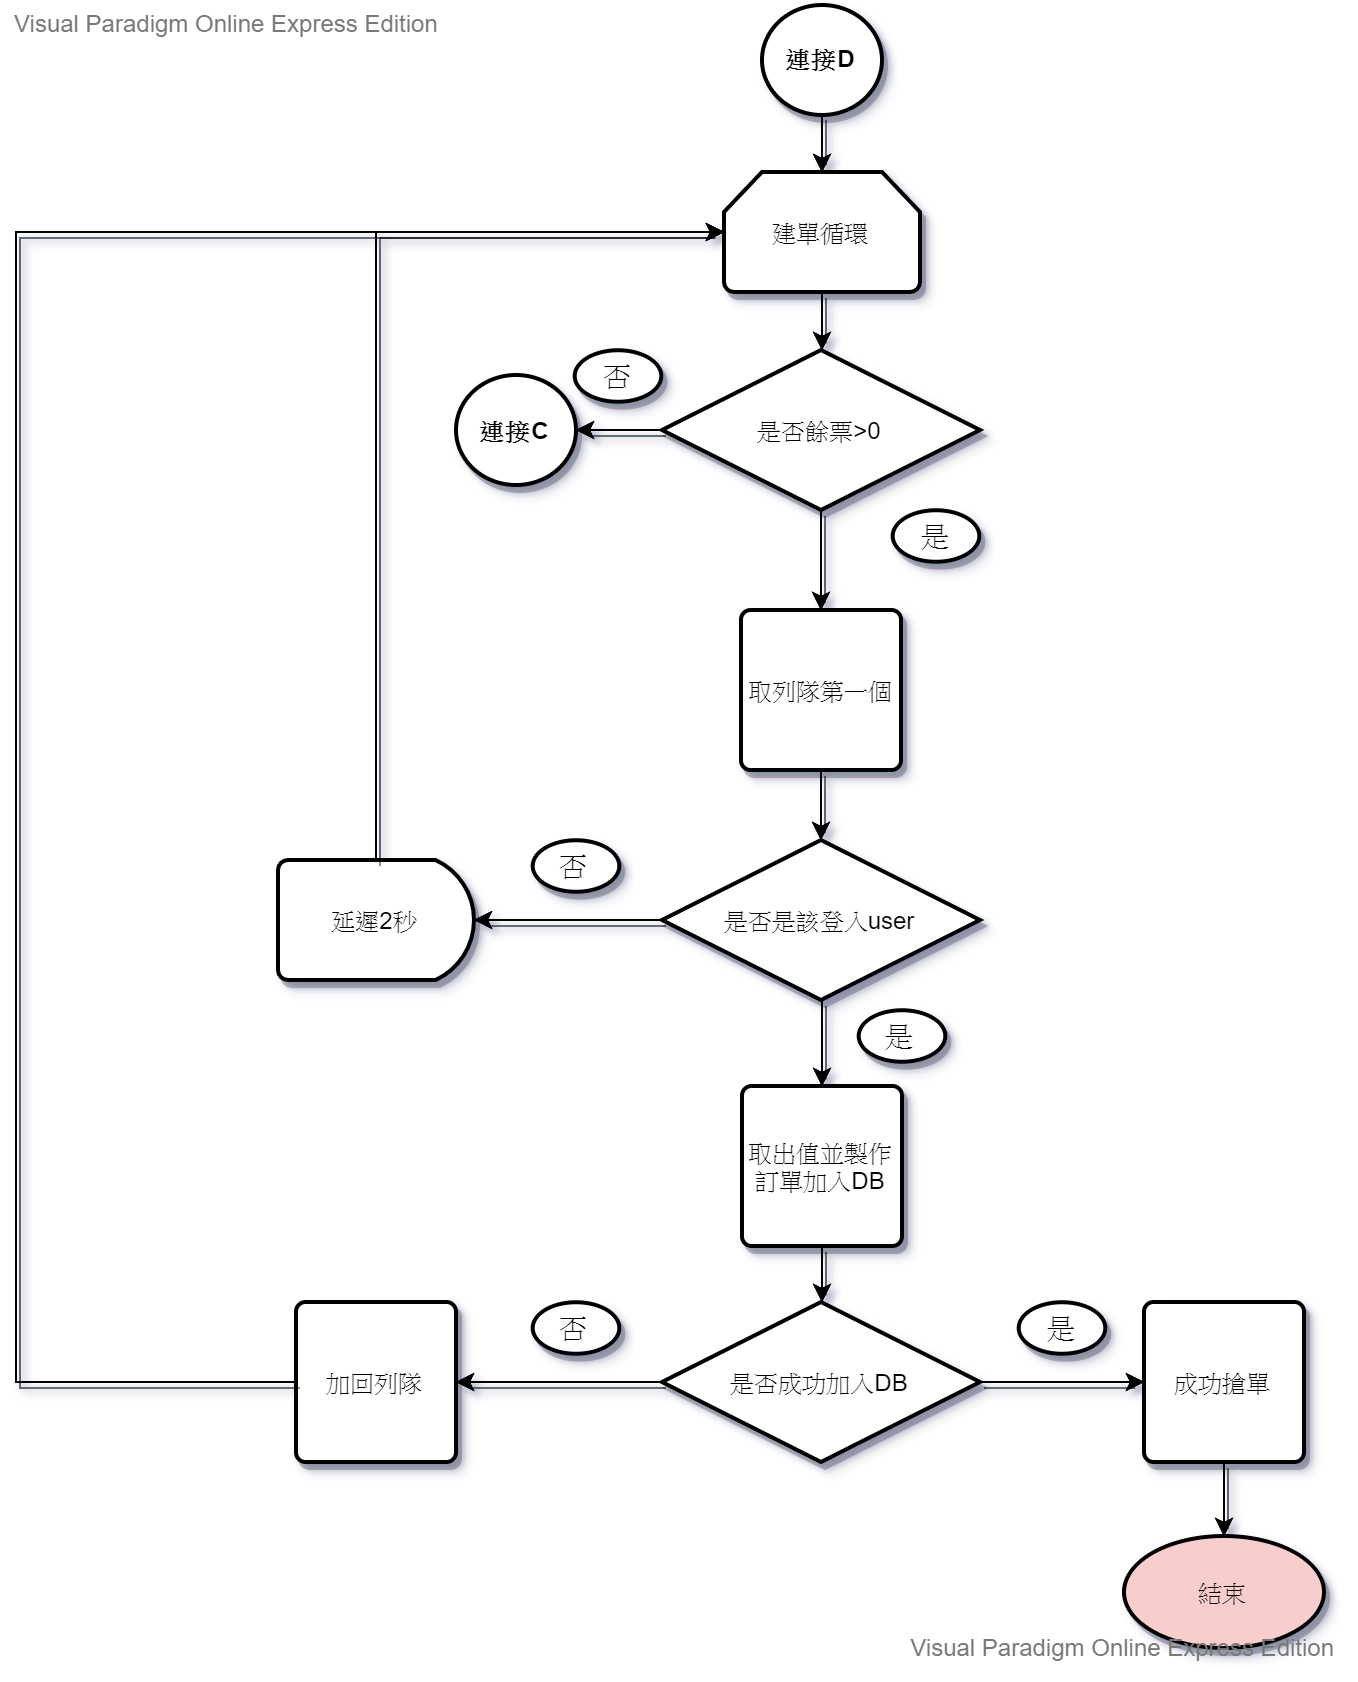 Visual Paradigm Online Express Edition
連接D
建單循環
否
連接C
是否餘票>0
是
取列隊第一個
否
延遲2秒
是否是該登入user
是
取出值並製作
訂單加入DB
否
是
加回列隊
是否成功加入DB
成功搶單
結束
Visual Paradigm Online Express Edition